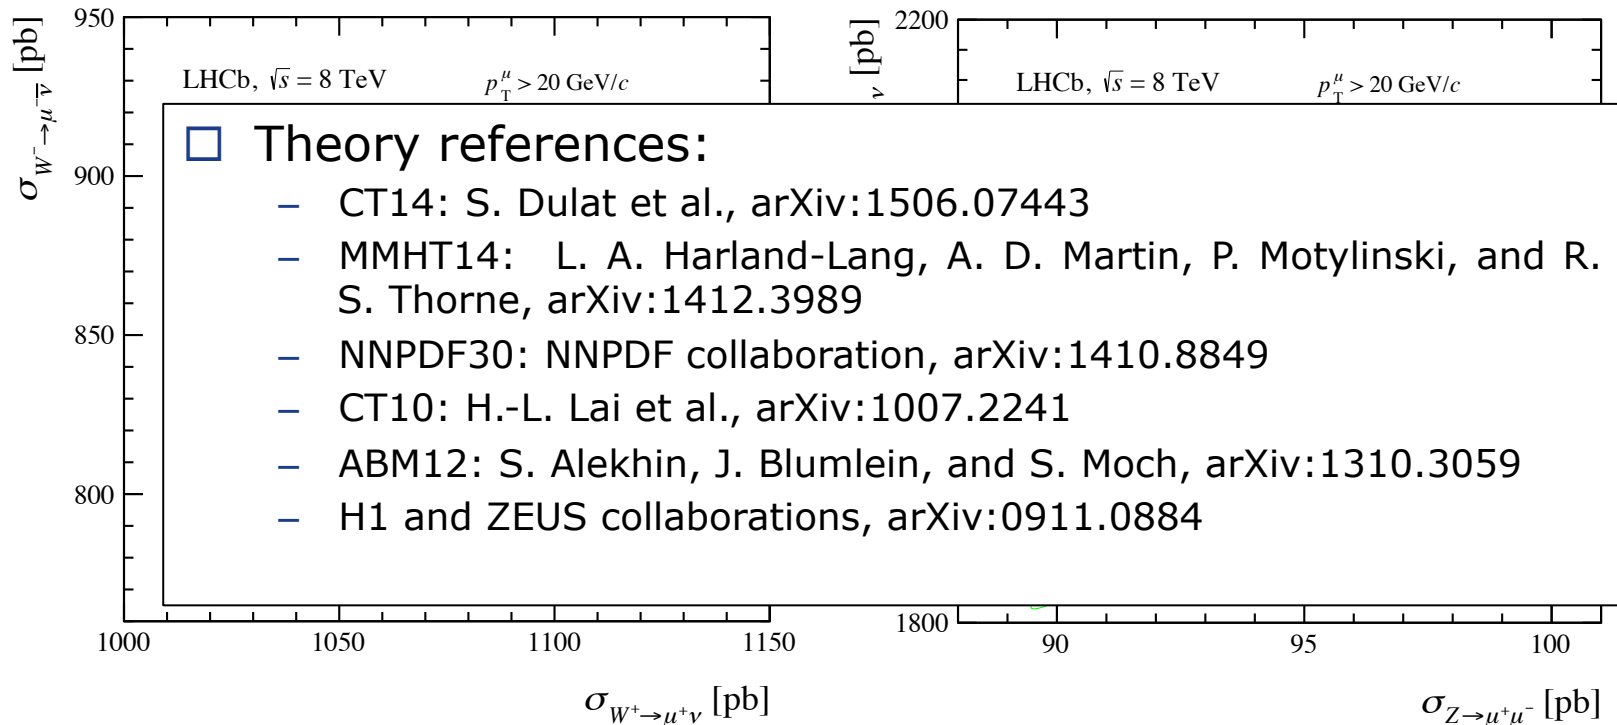 950
900
850
800
1000
1050
1100
1150
σ_{W⁻→μ⁻ν̅} [pb]
LHCb, √s = 8 TeV
p_T^μ > 20 GeV/c
σ_{W⁺→μ⁺ν} [pb]
2200
1800
90
95
100
ν [pb]
LHCb, √s = 8 TeV
p_T^μ > 20 GeV/c
σ_{Z→μ⁺μ⁻} [pb]
Theory references:
– CT14: S. Dulat et al., arXiv:1506.07443
– MMHT14: L. A. Harland-Lang, A. D. Martin, P. Motylinski, and R.
S. Thorne, arXiv:1412.3989
– NNPDF30: NNPDF collaboration, arXiv:1410.8849
– CT10: H.-L. Lai et al., arXiv:1007.2241
– ABM12: S. Alekhin, J. Blumlein, and S. Moch, arXiv:1310.3059
– H1 and ZEUS collaborations, arXiv:0911.0884